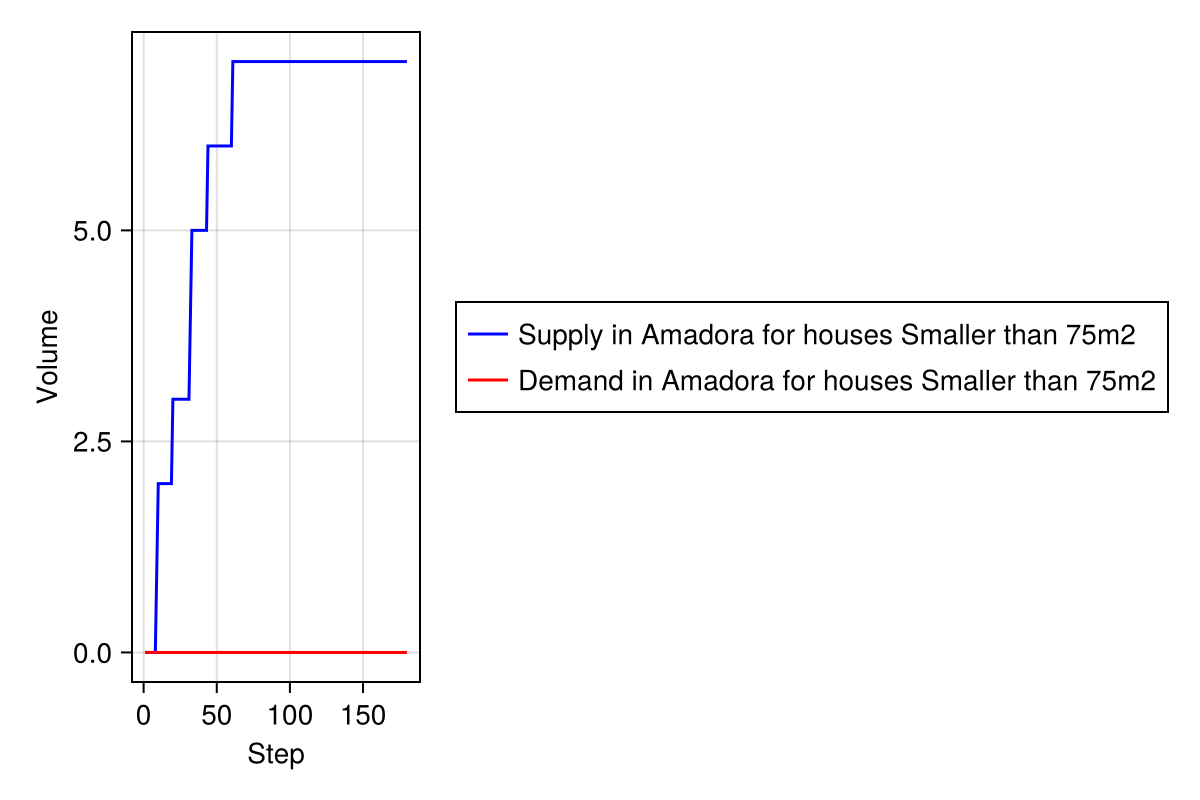 Volume
5.0
2.5
0.0
0 50 100 150
Step
Supply in Amadora for houses Smaller than 75m2
Demand in Amadora for houses Smaller than 75m2